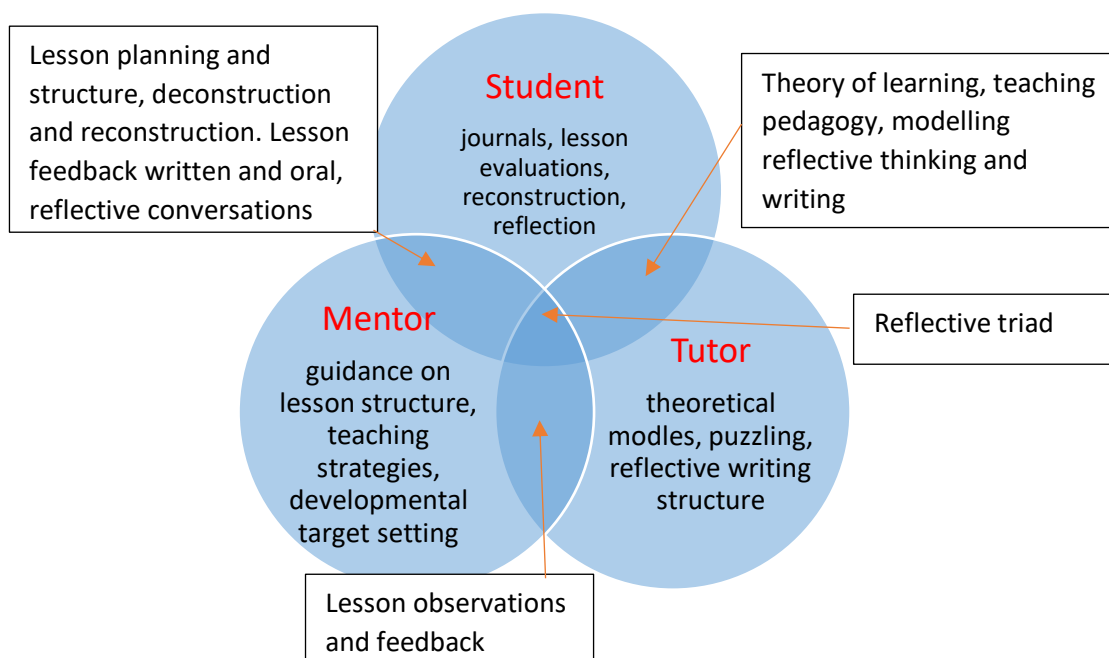 Lesson planning and
structure, deconstruction
and reconstruction. Lesson
feedback written and oral,
reflective conversations
Student
journals, lesson
evaluations,
reconstruction,
reflection
Theory of learning, teaching
pedagogy, modelling
reflective thinking and
writing
Mentor
guidance on
lesson structure,
teaching
strategies,
developmental
target setting
Reflective triad
Tutor
theoretical
modles, puzzling,
reflective writing
structure
Lesson observations
and feedback